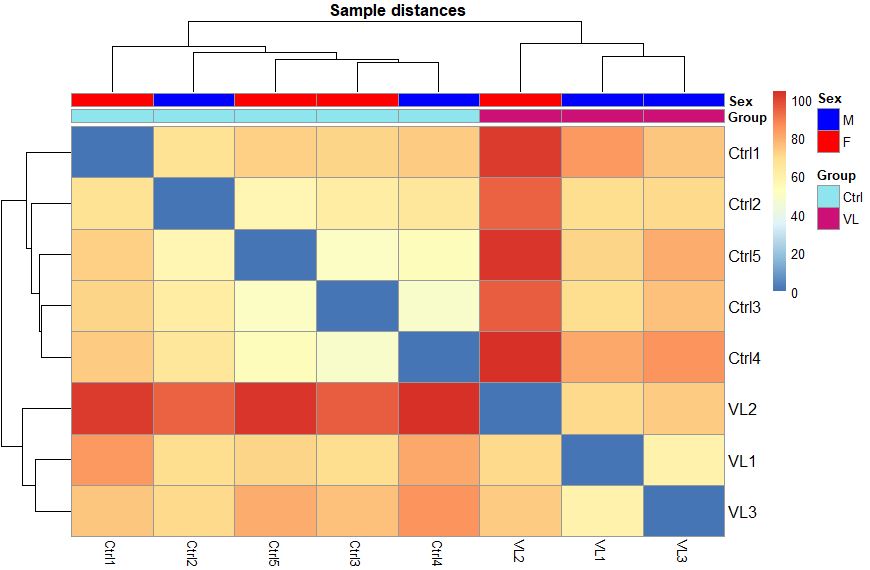 Sample distances
Sex
Group
Ctrl1
Ctrl2
Ctrl5
Ctrl3
Ctrl4
VL2
VL1
VL3
Ctrl1
Ctrl2
Ctrl5
Ctrl3
Ctrl4
VL2
VL1
VL3
100
80
60
40
20
0
Sex
M
F
Group
Ctrl
VL